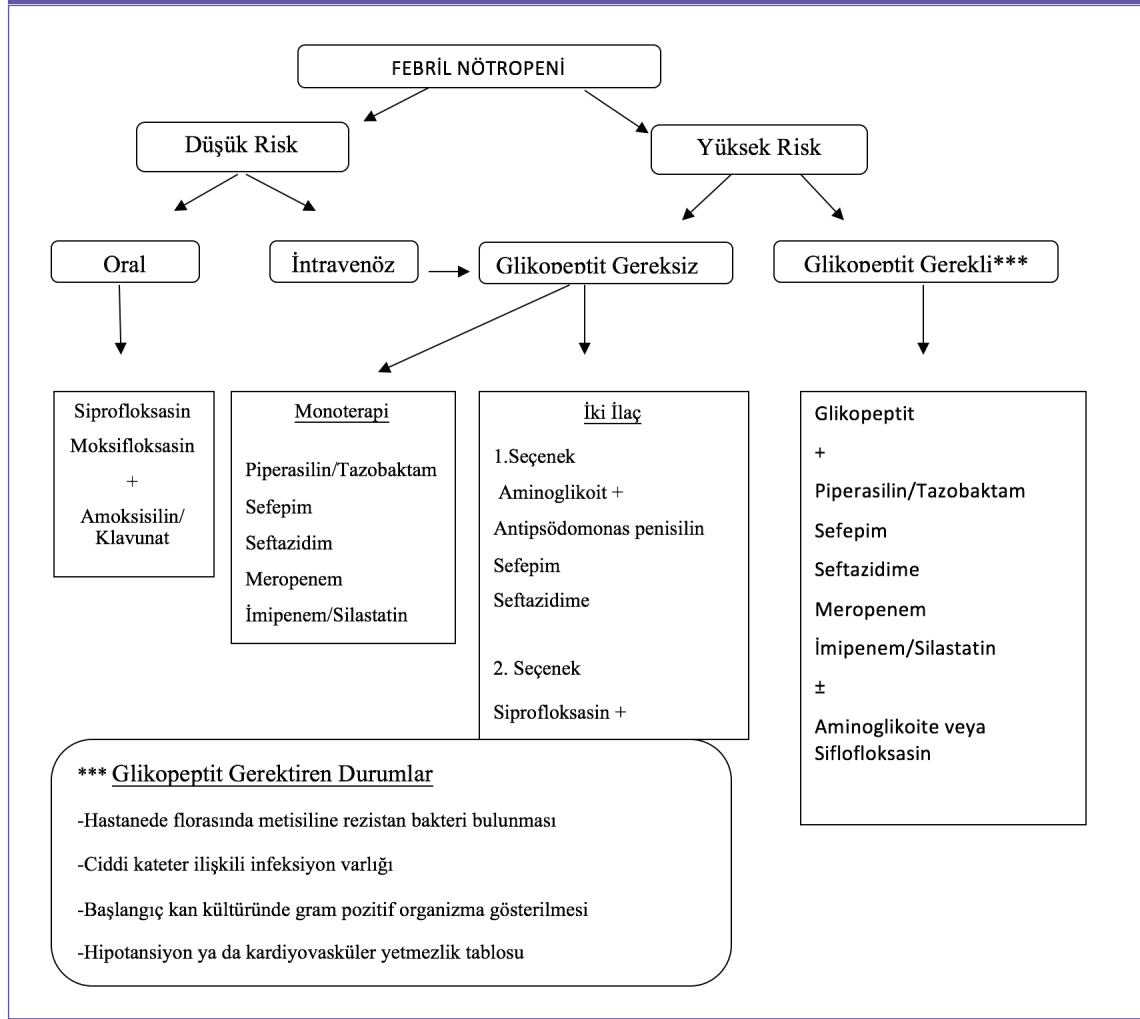 FEBRİL NÖTROPENİ
Düşük Risk
Yüksek Risk
Oral
İntravenöz
Glikopeptit Gereksiz
Glikopeptit Gerekli***
Siprofloksasin
Moksifloksasin
+
Amoksisilin/
Klavunat
Monoterapi
Piperasilin/Tazobaktam
Sefepim
Seftazidim
Meropenem
İmipenem/Silastatin
İki İlaç
1.Seçenek
Aminoglikoit +
Antipsödomonas penisilin
Sefepim
Seftazidime
2. Seçenek
Siprofloksasin +
Glikopeptit
+
Piperasilin/Tazobaktam
Sefepim
Seftazidime
Meropenem
İmipenem/Silastatin
±
Aminoglikoite veya
Siflofloksasin
*** Glikopeptit Gerektiren Durumlar
-Hastanede florasında metisiline rezistan bakteri bulunması
-Ciddi kateter ilişkili infeksiyon varlığı
-Başlangıç kan kültüründe gram pozitif organizma gösterilmesi
-Hipotansiyon ya da kardiyovasküler yetmezlik tablosu